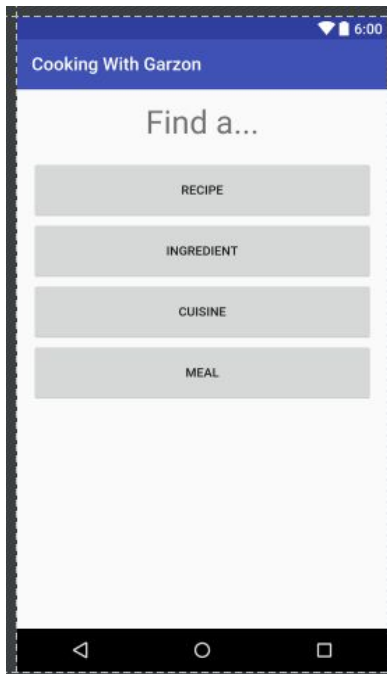 6:00
Cooking With Garzon
Find a...
RECIPE
INGREDIENT
CUISINE
MEAL